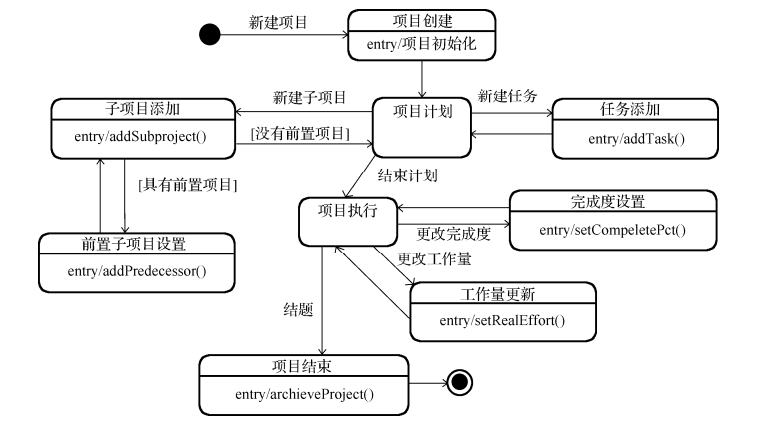 新建项目
项目创建
entry/项目初始化
新建子项目
新建任务
子项目添加
entry/addSubproject()
[没有前置项目]
项目计划
任务添加
entry/addTask()
[具有前置项目]
结束计划
前置子项目设置
entry/addPredecessor()
项目执行
更改完成度
完成度设置
entry/setCompeletePct()
更改工作量
工作量更新
entry/setRealEffort()
结题
项目结束
entry/archieveProject()